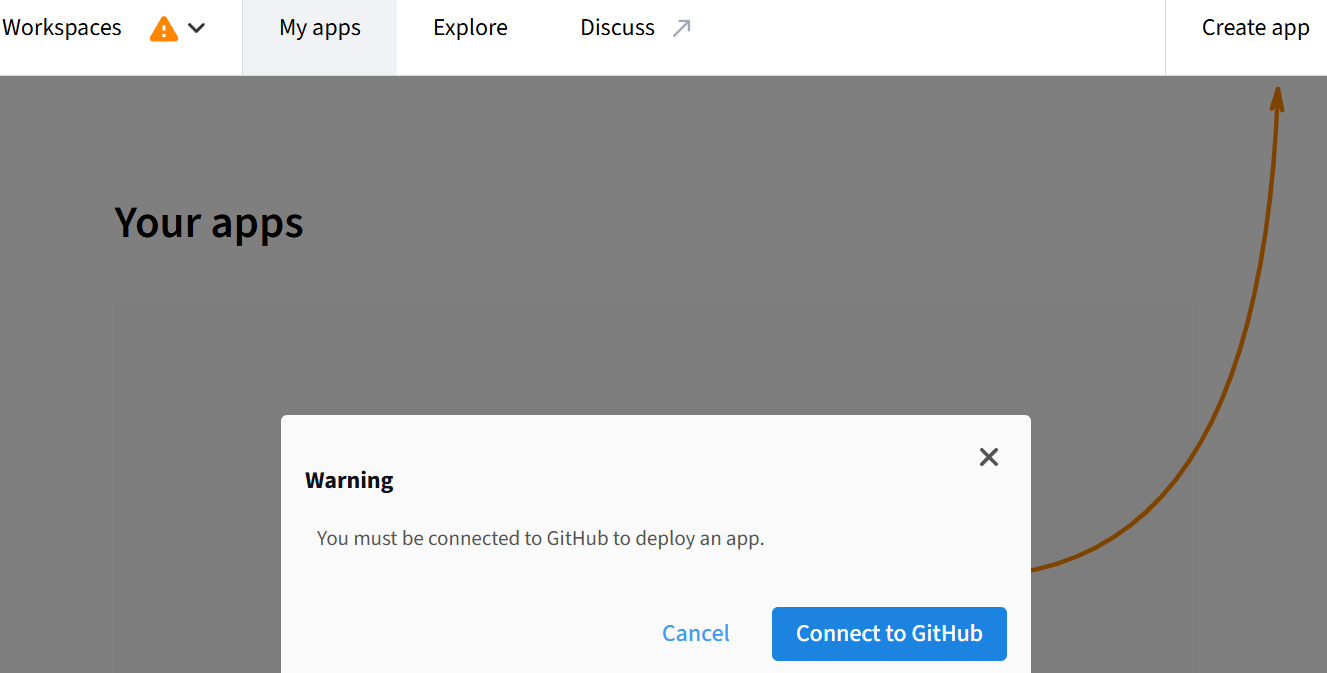 Workspaces My apps Explore Discuss Create app
Your apps
Warning
You must be connected to GitHub to deploy an app.
Cancel Connect to GitHub